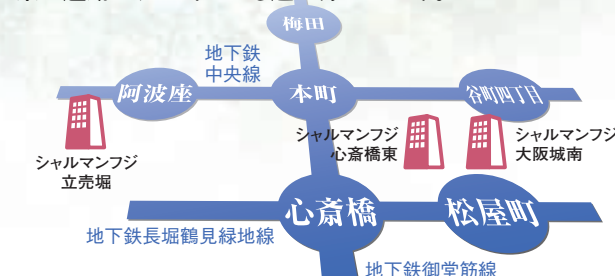 梅田
地下鉄
中央線
阿波座
本町
谷町四丁目
シャルマンフジ
立売堀
シャルマンフジ
心斎橋東
シャルマンフジ
大阪城南
心斎橋
松屋町
地下鉄長堀鶴見緑地線
地下鉄御堂筋線